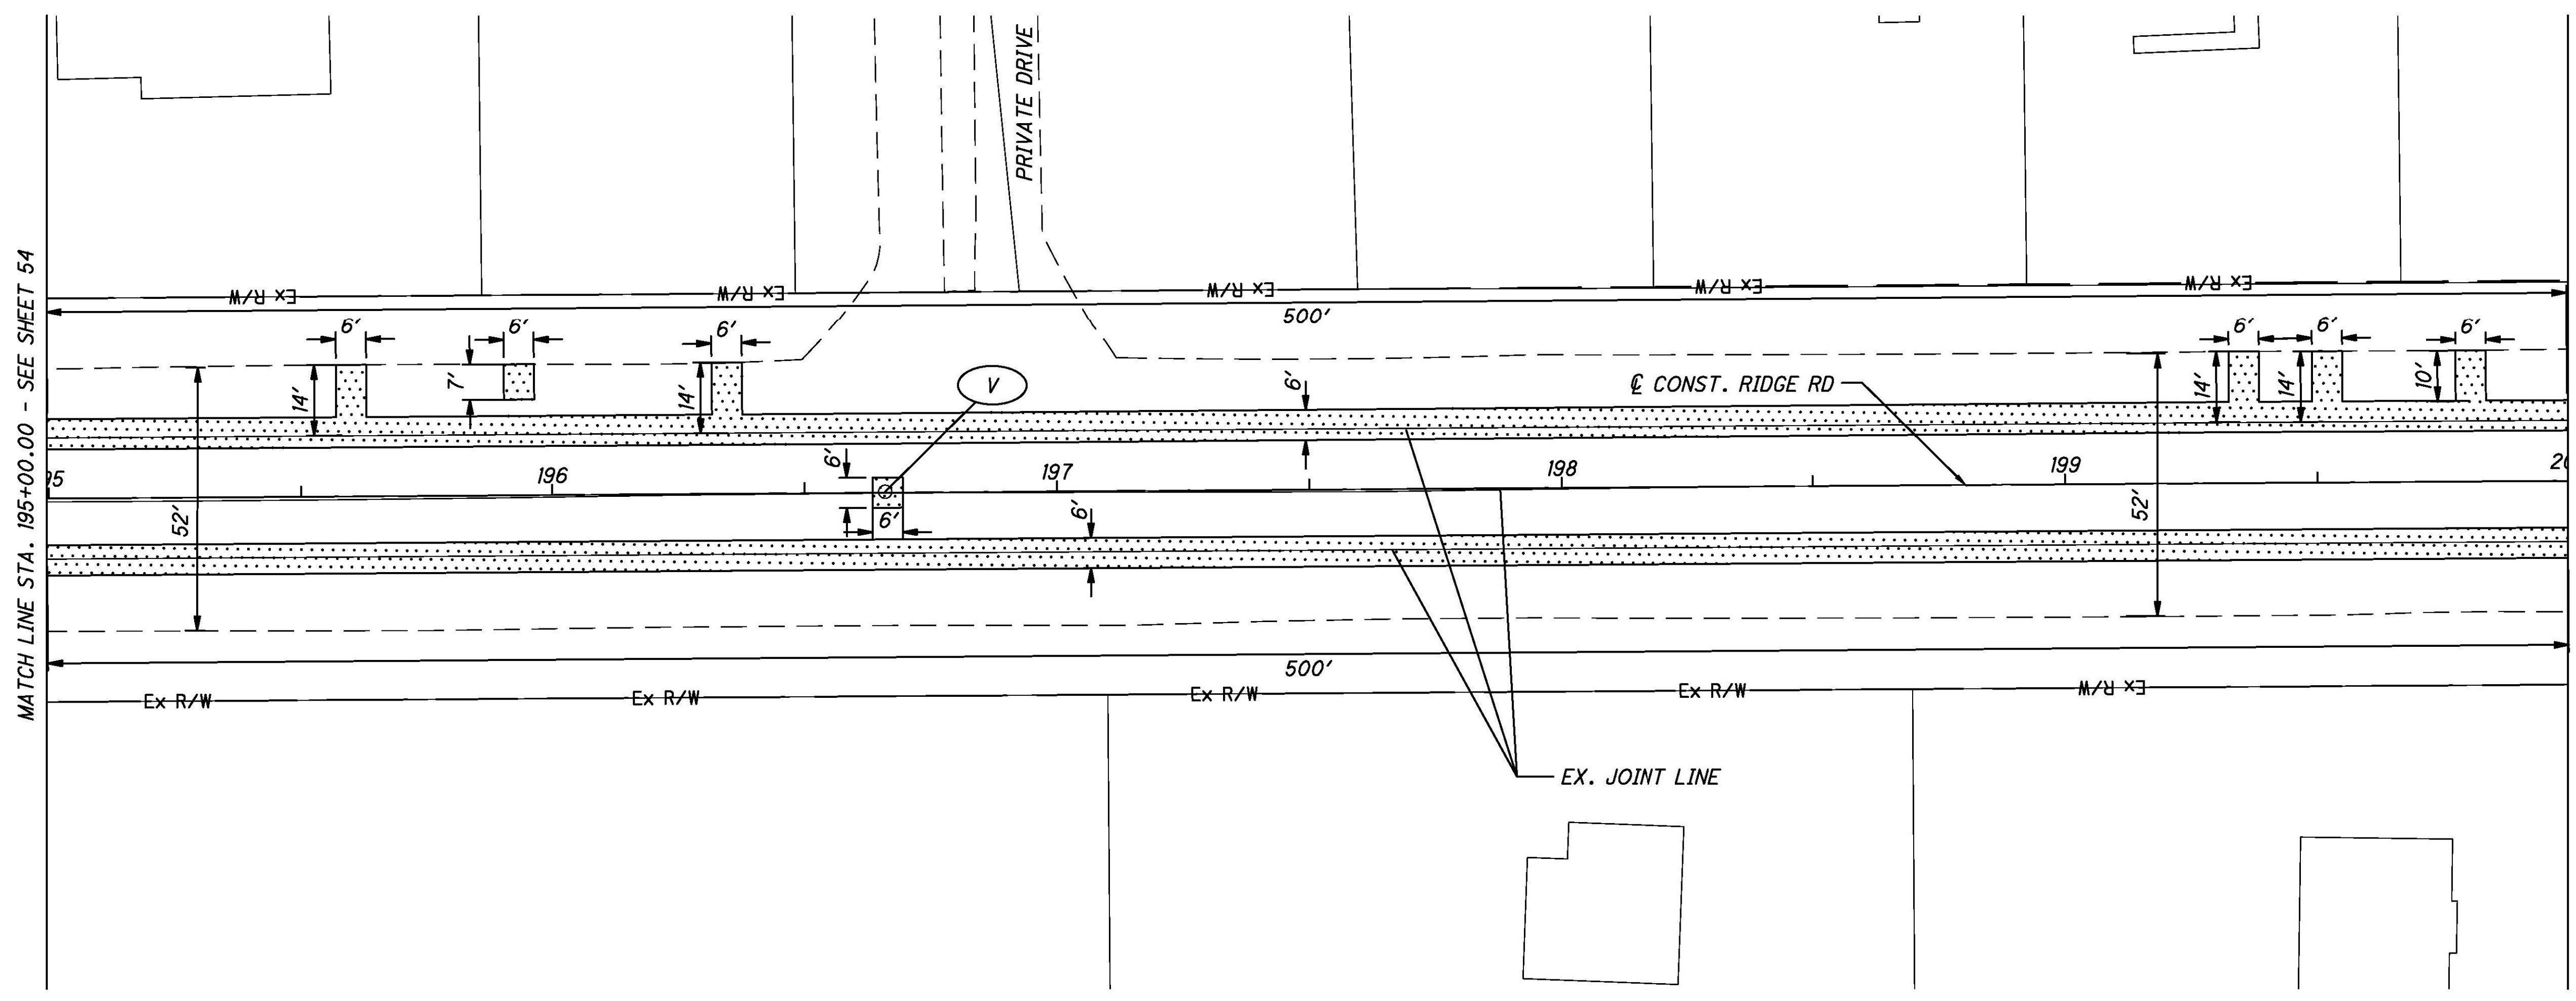 PRIVATE DRIVE
MATCH LINE STA. 195+00.00 - SEE SHEET 54
Ex R/W
Ex R/W
Ex R/W
Ex R/W
Ex R/W
500'
6'
6'
6'
6'
6'
6'
14'
7'
14'
V
6'
℄ CONST. RIDGE RD
14'
14'
10'
95
196
6'
197
198
199
20
52'
6'
6'
52'
500'
Ex R/W
Ex R/W
Ex R/W
Ex R/W
Ex R/W
EX. JOINT LINE